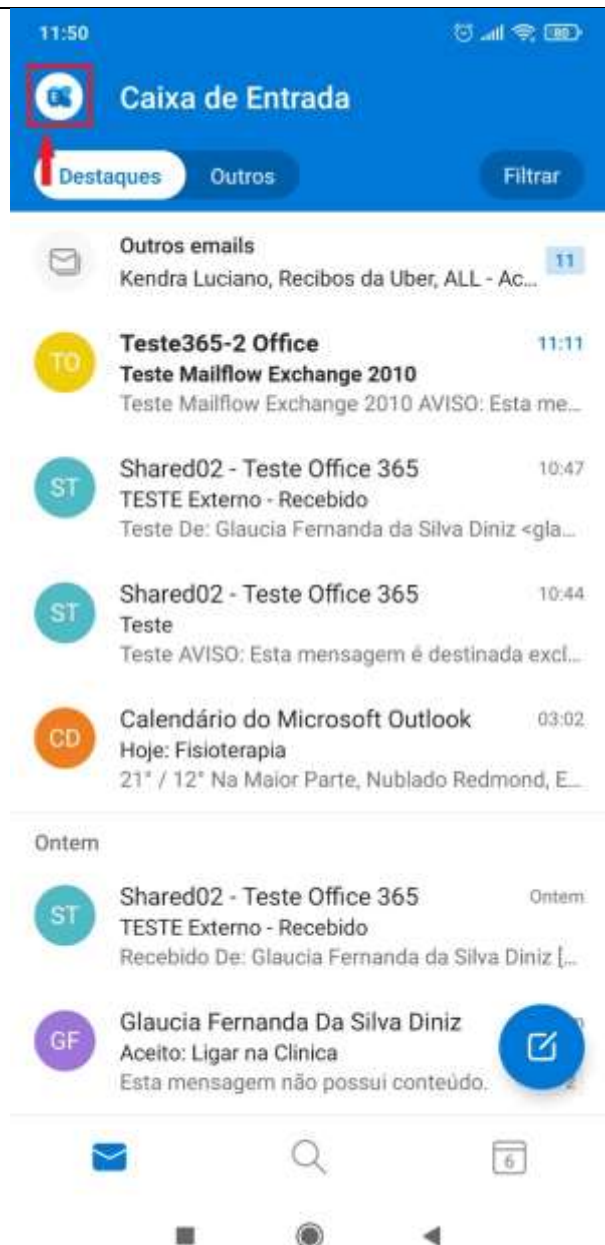 11:50
80
Caixa de Entrada
Destaques
Outros
Filtrar
Outros emails
11
Kendra Luciano, Recibos da Uber, ALL - Ac...
TO
Teste365-2 Office
11:11
Teste Mailflow Exchange 2010
Teste Mailflow Exchange 2010 AVISO: Esta me...
ST
Shared02 - Teste Office 365
10:47
TESTE Externo - Recebido
Teste De: Glaucia Fernanda da Silva Diniz <gla...
ST
Shared02 - Teste Office 365
10:44
Teste
Teste AVISO: Esta mensagem é destinada excl...
CD
Calendário do Microsoft Outlook
03:02
Hoje: Fisioterapia
21° / 12° Na Maior Parte, Nublado Redmond, E...
Ontem
ST
Shared02 - Teste Office 365
Ontem
TESTE Externo - Recebido
Recebido De: Glaucia Fernanda da Silva Diniz [...
GF
Glaucia Fernanda Da Silva Diniz
Aceito: Ligar na Clinica
Esta mensagem não possui conteúdo.
6